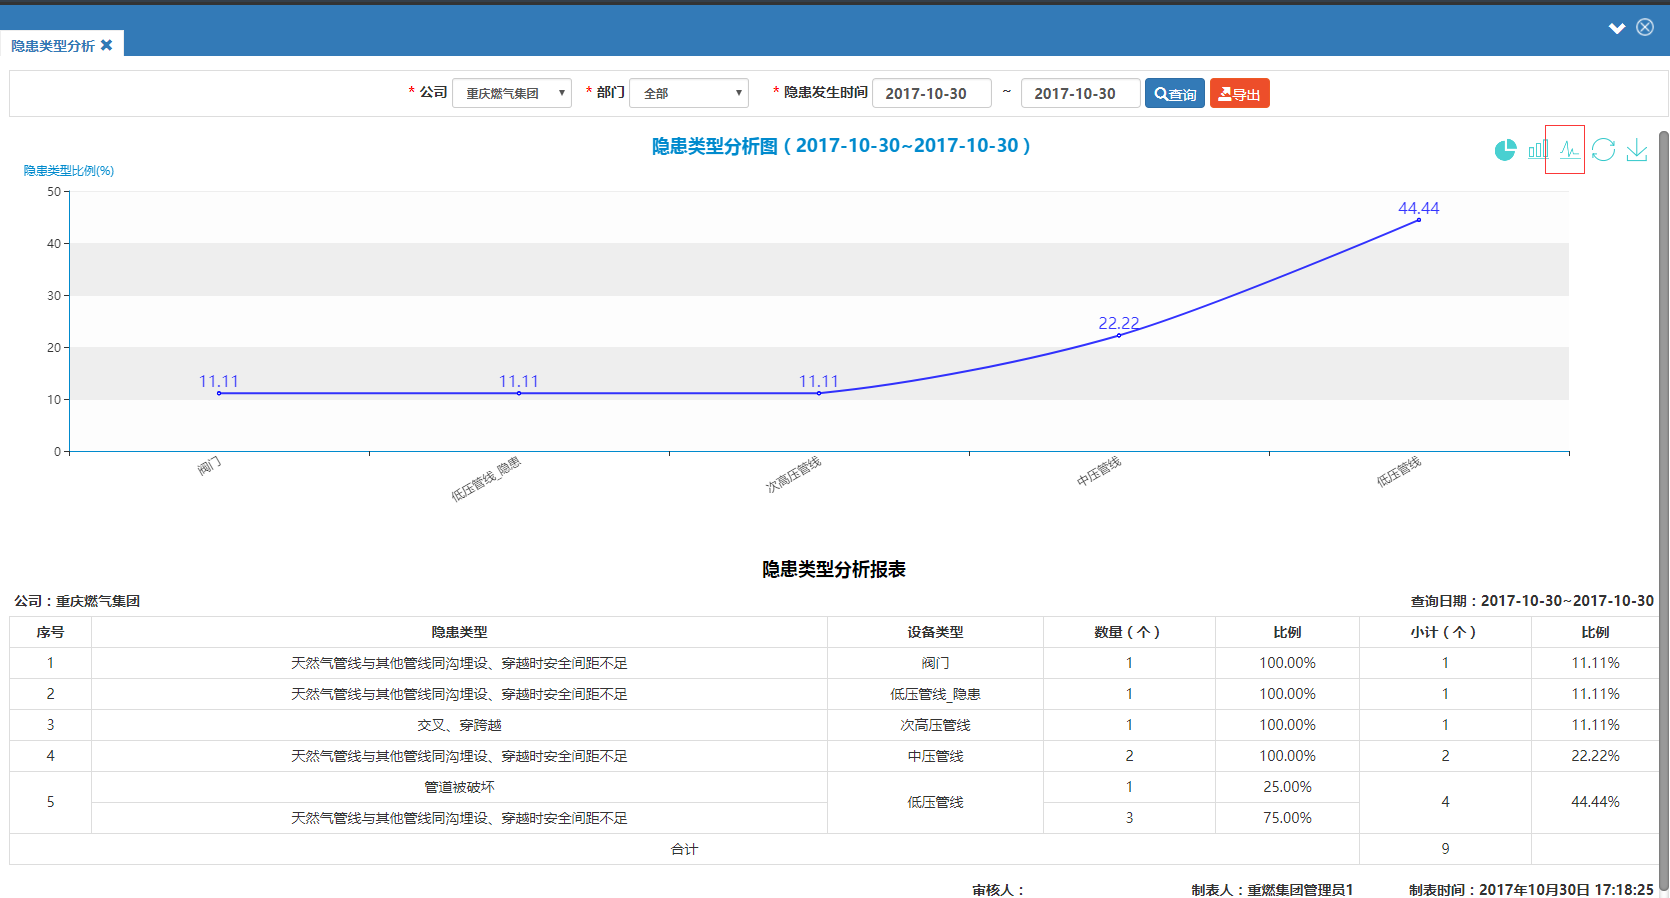 隐患类型分析
* 公司 重庆燃气集团 * 部门 全部 * 隐患发生时间 2017-10-30 ~ 2017-10-30 查询 导出
隐患类型分析图 ( 2017-10-30~2017-10-30 )
隐患类型比例(%)
50
40
30
20
10
0
11.11
11.11
11.11
22.22
44.44
阀门
低压管线_隐患
次高压管线
中压管线
低压管线
隐患类型分析报表
公司：重庆燃气集团 查询日期：2017-10-30~2017-10-30
序号 隐患类型 设备类型 数量（个） 比例 小计（个） 比例
1 天然气管线与其他管线同沟埋设、穿越时安全间距不足 阀门 1 100.00% 1 11.11%
2 天然气管线与其他管线同沟埋设、穿越时安全间距不足 低压管线_隐患 1 100.00% 1 11.11%
3 交叉、穿跨越 次高压管线 1 100.00% 1 11.11%
4 天然气管线与其他管线同沟埋设、穿越时安全间距不足 中压管线 2 100.00% 2 22.22%
5 管道被破坏 低压管线 1 25.00% 4 44.44%
天然气管线与其他管线同沟埋设、穿越时安全间距不足 3 75.00%
合计 9
审核人： 制表人：重燃集团管理员1 制表时间：2017年10月30日 17:18:25